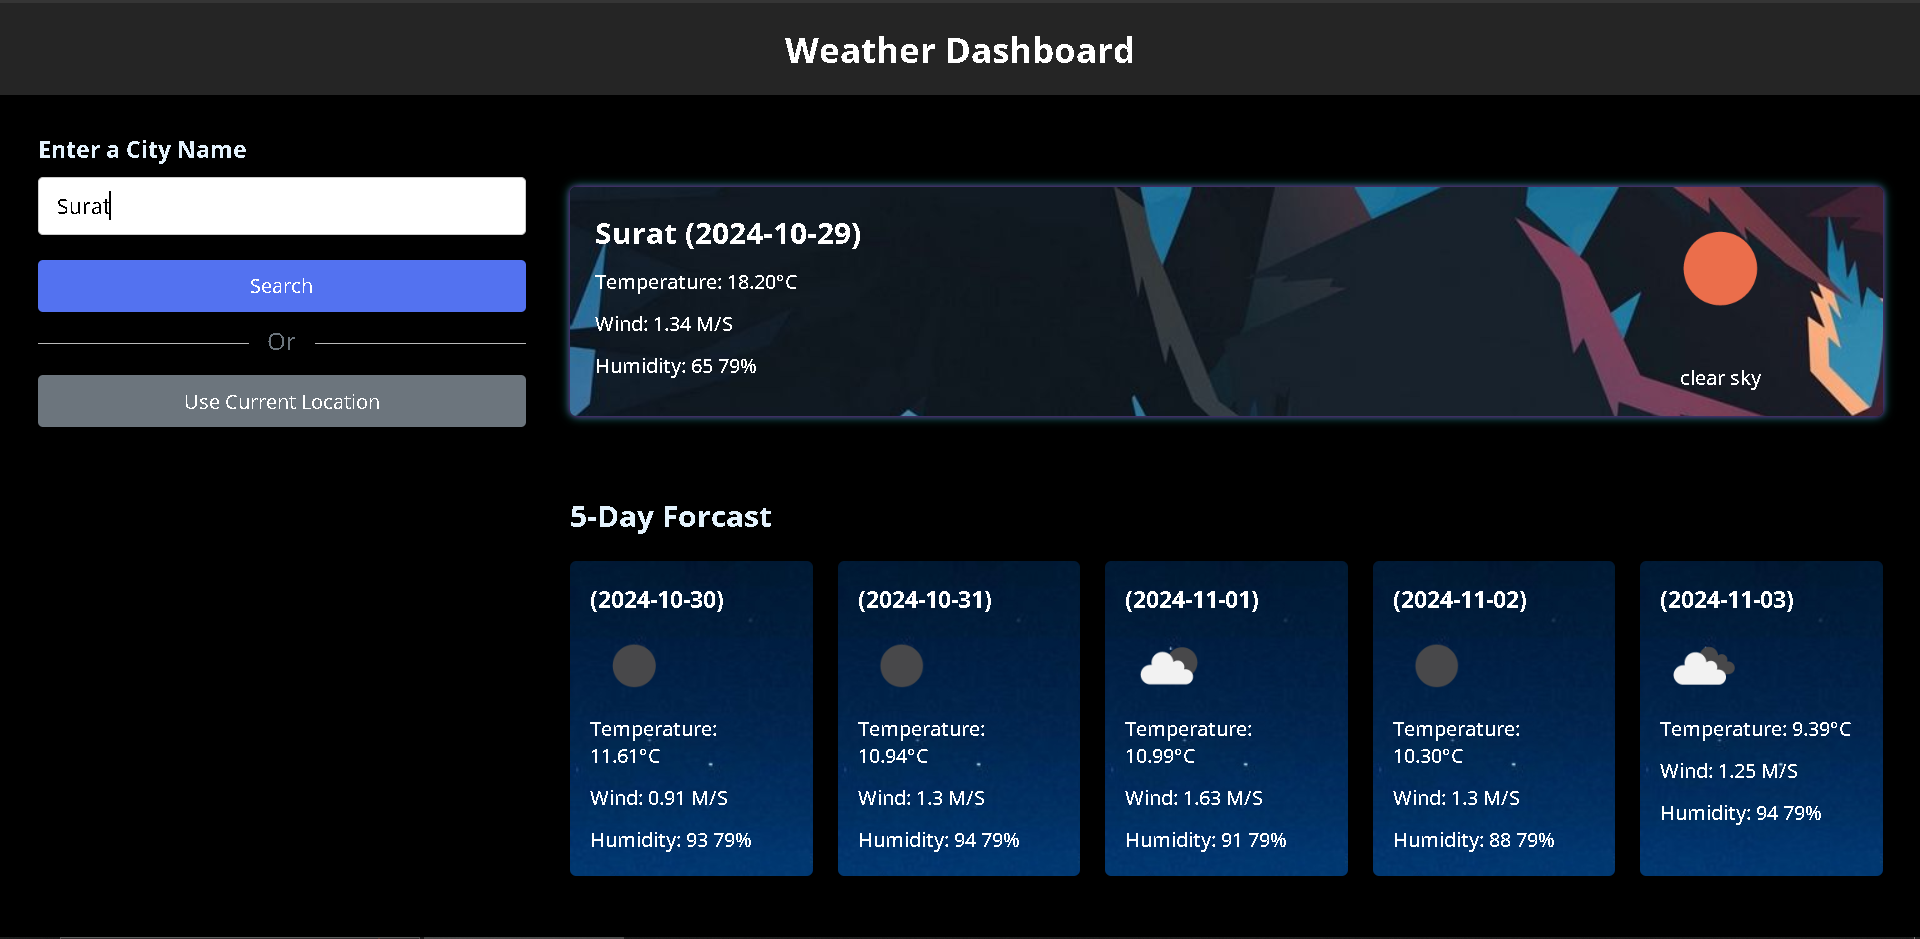 Weather Dashboard
Enter a City Name
Surat
Search
Or
Use Current Location
Surat (2024-10-29)
Temperature: 18.20°C
Wind: 1.34 M/S
Humidity: 65 79%
clear sky
5-Day Forcast
(2024-10-30)
Temperature:
11.61°C
Wind: 0.91 M/S
Humidity: 93 79%
(2024-10-31)
Temperature:
10.94°C
Wind: 1.3 M/S
Humidity: 94 79%
(2024-11-01)
Temperature:
10.99°C
Wind: 1.63 M/S
Humidity: 91 79%
(2024-11-02)
Temperature:
10.30°C
Wind: 1.3 M/S
Humidity: 88 79%
(2024-11-03)
Temperature: 9.39°C
Wind: 1.25 M/S
Humidity: 94 79%